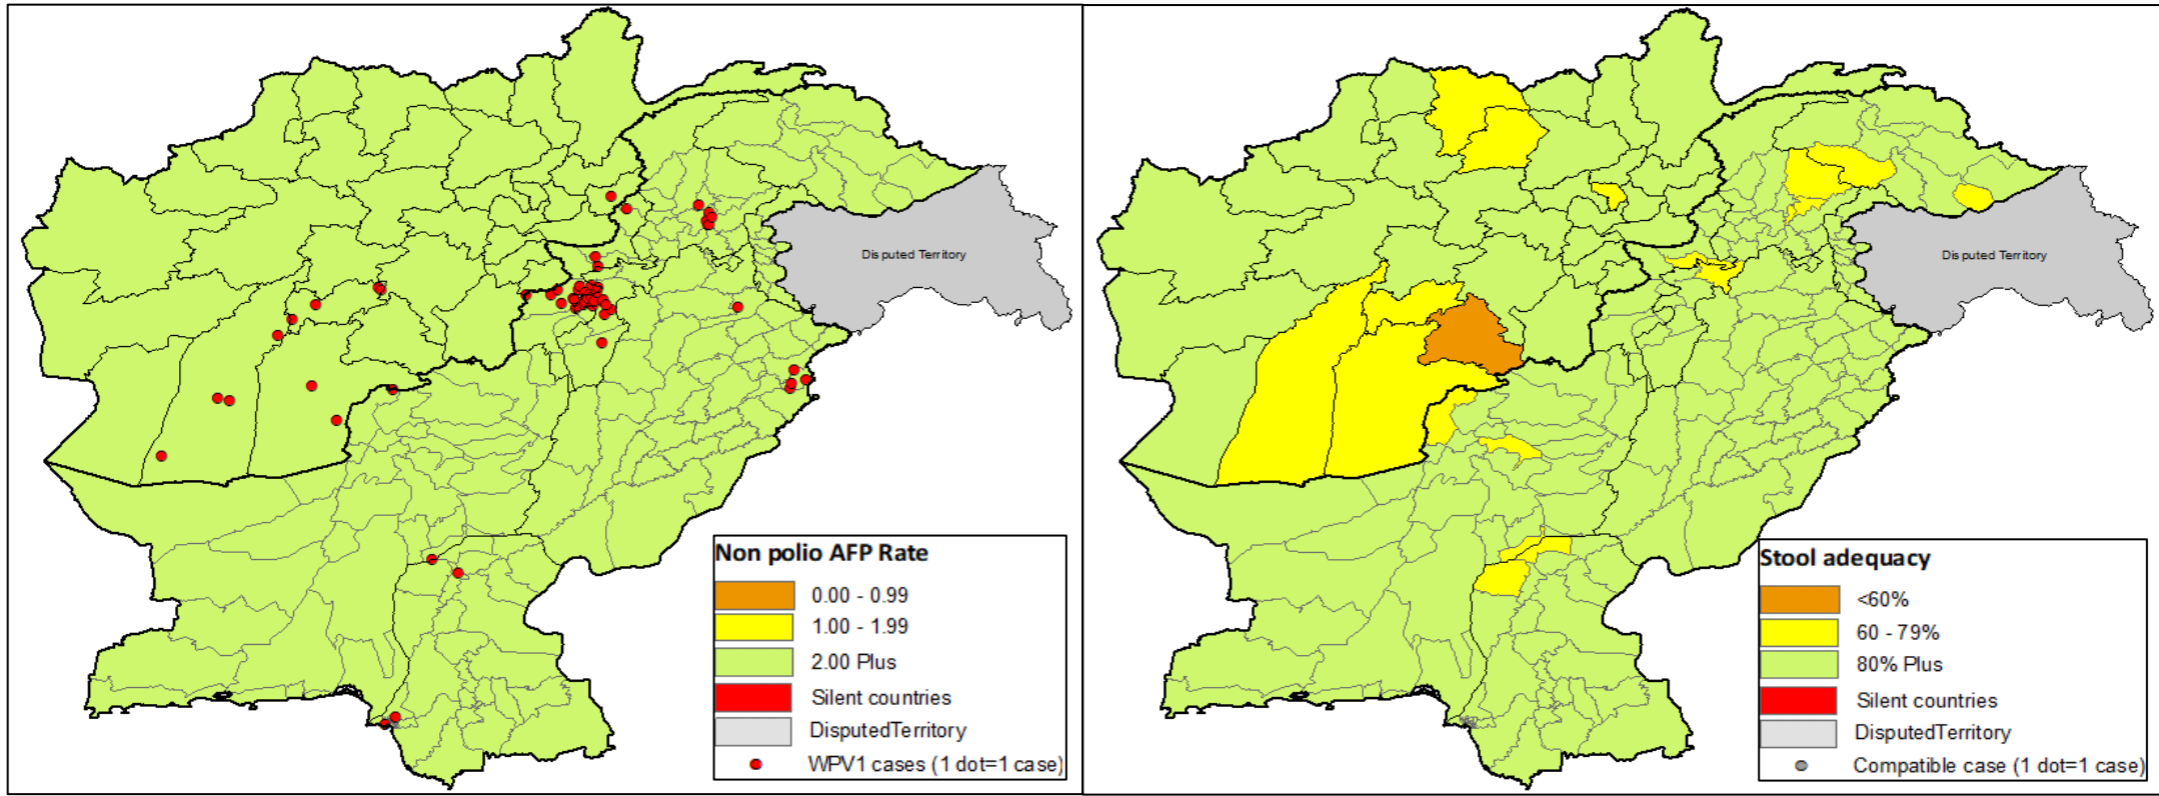 Disputed Territory
Non polio AFP Rate
0.00 - 0.99
1.00 - 1.99
2.00 Plus
Silent countries
DisputedTerritory
WPV1 cases (1 dot=1 case)
Disputed Territory
Stool adequacy
<60%
60 - 79%
80% Plus
Silent countries
DisputedTerritory
Compatible case (1 dot=1 case)